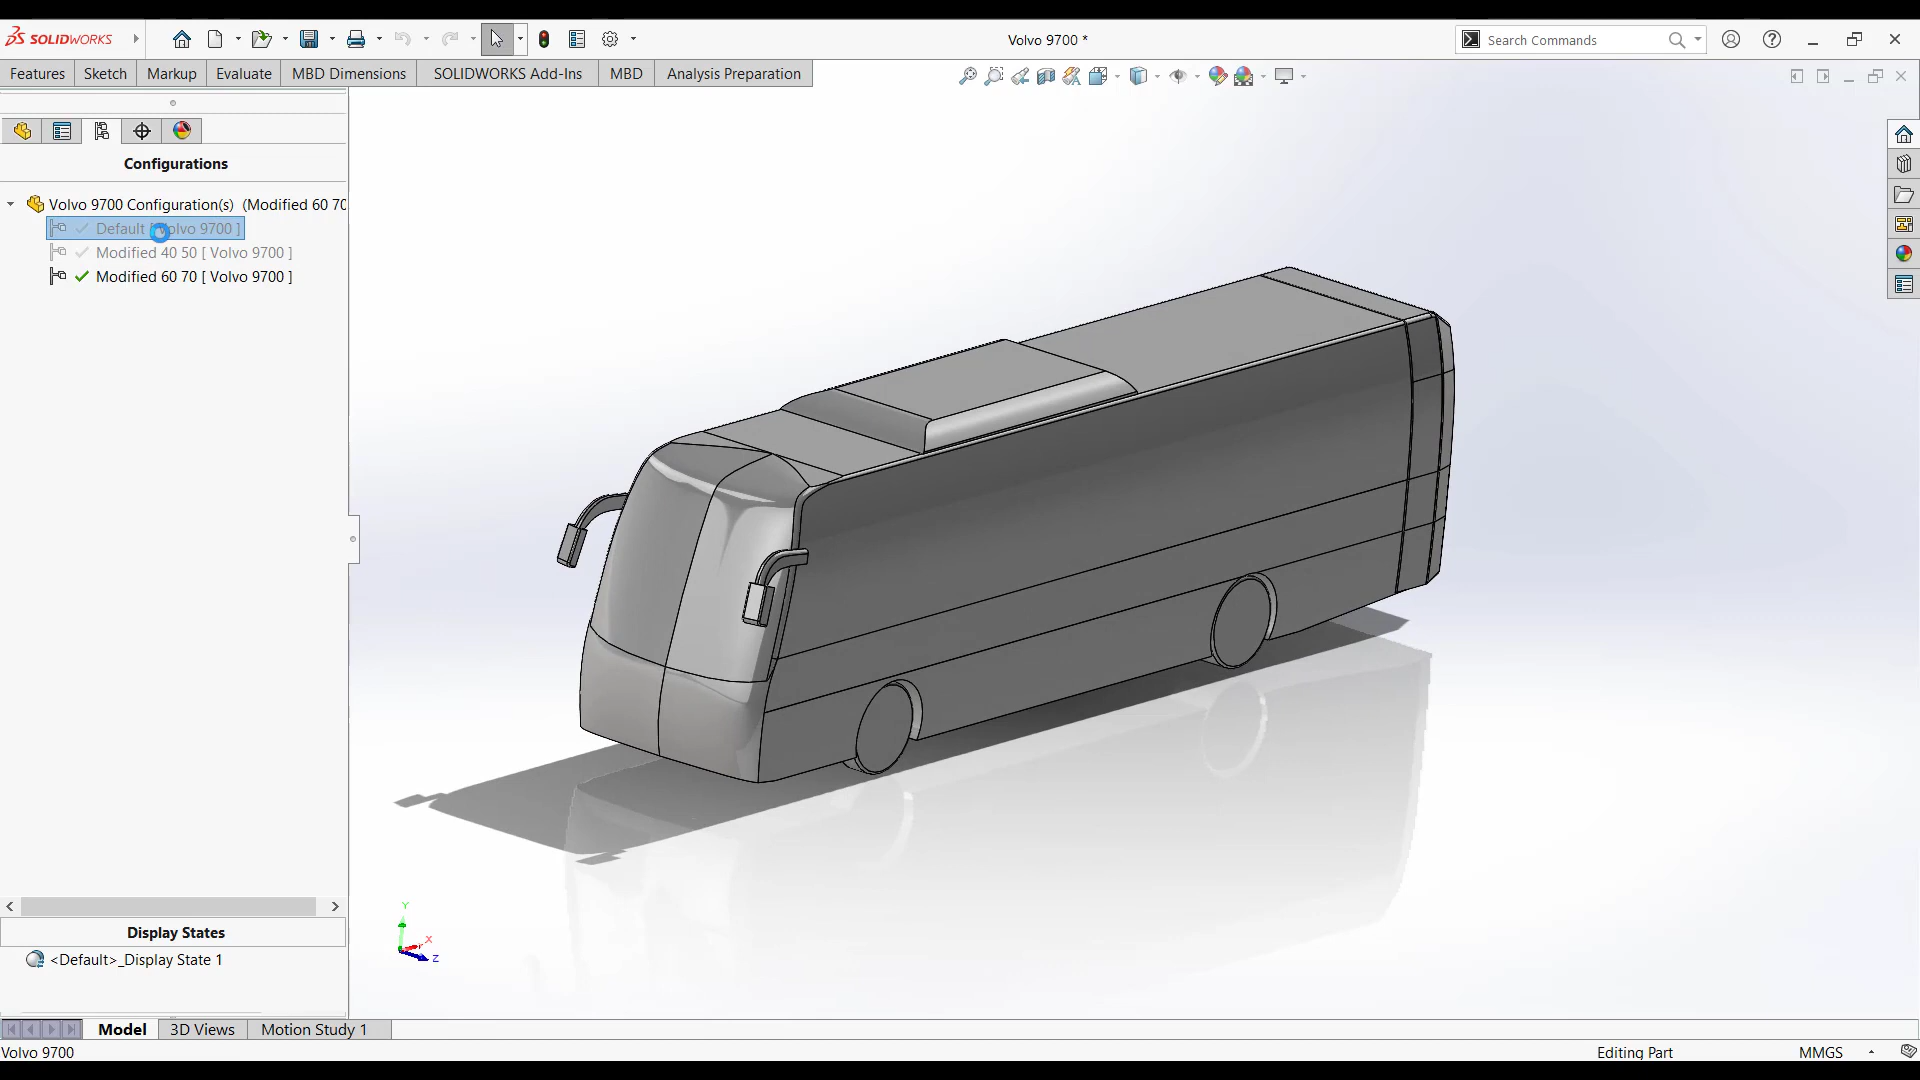 SOLIDWORKS
Volvo 9700 *
Search Commands
Features
Sketch
Markup
Evaluate
MBD Dimensions
SOLIDWORKS Add-Ins
MBD
Analysis Preparation
Configurations
Volvo 9700 Configuration(s)  (Modified 60 70
Default [ Volvo 9700 ]
Modified 40 50 [ Volvo 9700 ]
Modified 60 70 [ Volvo 9700 ]
Y
X
Z
Display States
<Default>_Display State 1
Model
3D Views
Motion Study 1
Volvo 9700
Editing Part
MMGS